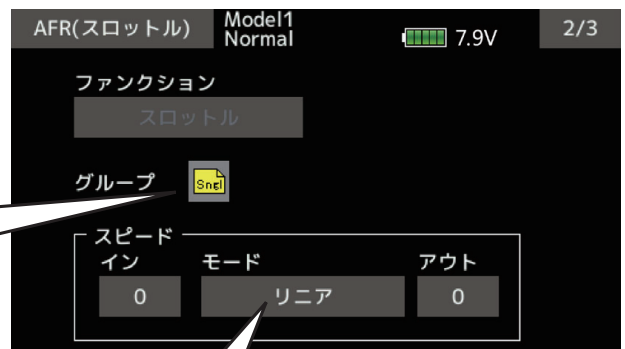 AFR(スロットル) Model1 Normal 7.9V 2/3
ファンクション
スロットル
グループ Sngl
スピード
イン モード アウト
0 リニア 0